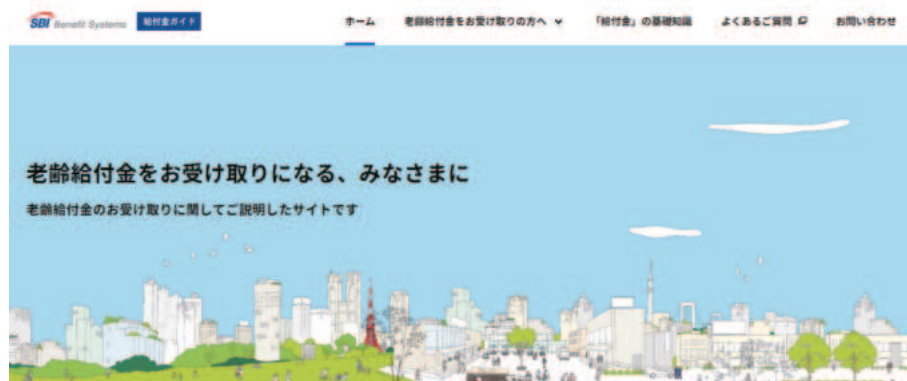 SBI Benefit Systems 給付金ガイド ホーム 老齢給付金をお受け取りの方へ 「給付金」の基礎知識 よくあるご質問 お問い合わせ
老齢給付金をお受け取りになる、みなさまに
老齢給付金のお受け取りに関してご説明したサイトです